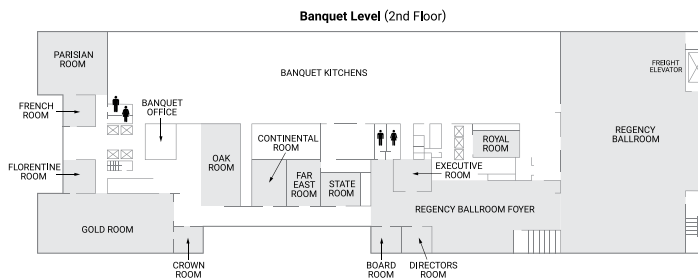 Banquet Level (2nd Floor)
PARISIAN
ROOM
BANQUET KITCHENS
FREIGHT
ELEVATOR
FRENCH
ROOM
BANQUET
OFFICE
CONTINENTAL
ROOM
ROYAL
ROOM
REGENCY
BALLROOM
FLORENTINE
ROOM
OAK
ROOM
FAR
EAST
ROOM
STATE
ROOM
EXECUTIVE
ROOM
GOLD ROOM
REGENCY BALLROOM FOYER
CROWN
ROOM
BOARD
ROOM
DIRECTORS
ROOM